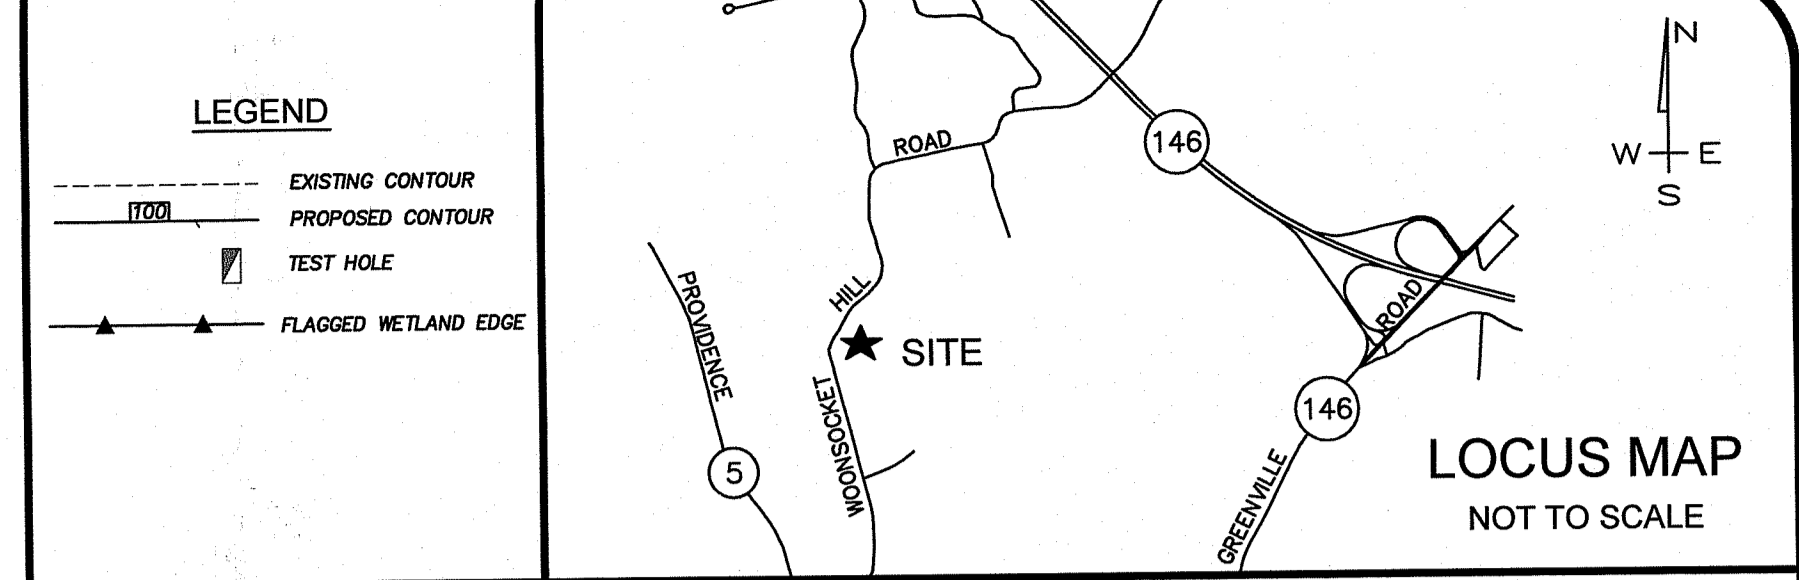 LEGEND
EXISTING CONTOUR
100
PROPOSED CONTOUR
TEST HOLE
FLAGGED WETLAND EDGE
N
W E
S
146
ROAD
HILL
PROVIDENCE
SITE
ROAD
WOONSOCKET
146
5
GREENVILLE
LOCUS MAP
NOT TO SCALE